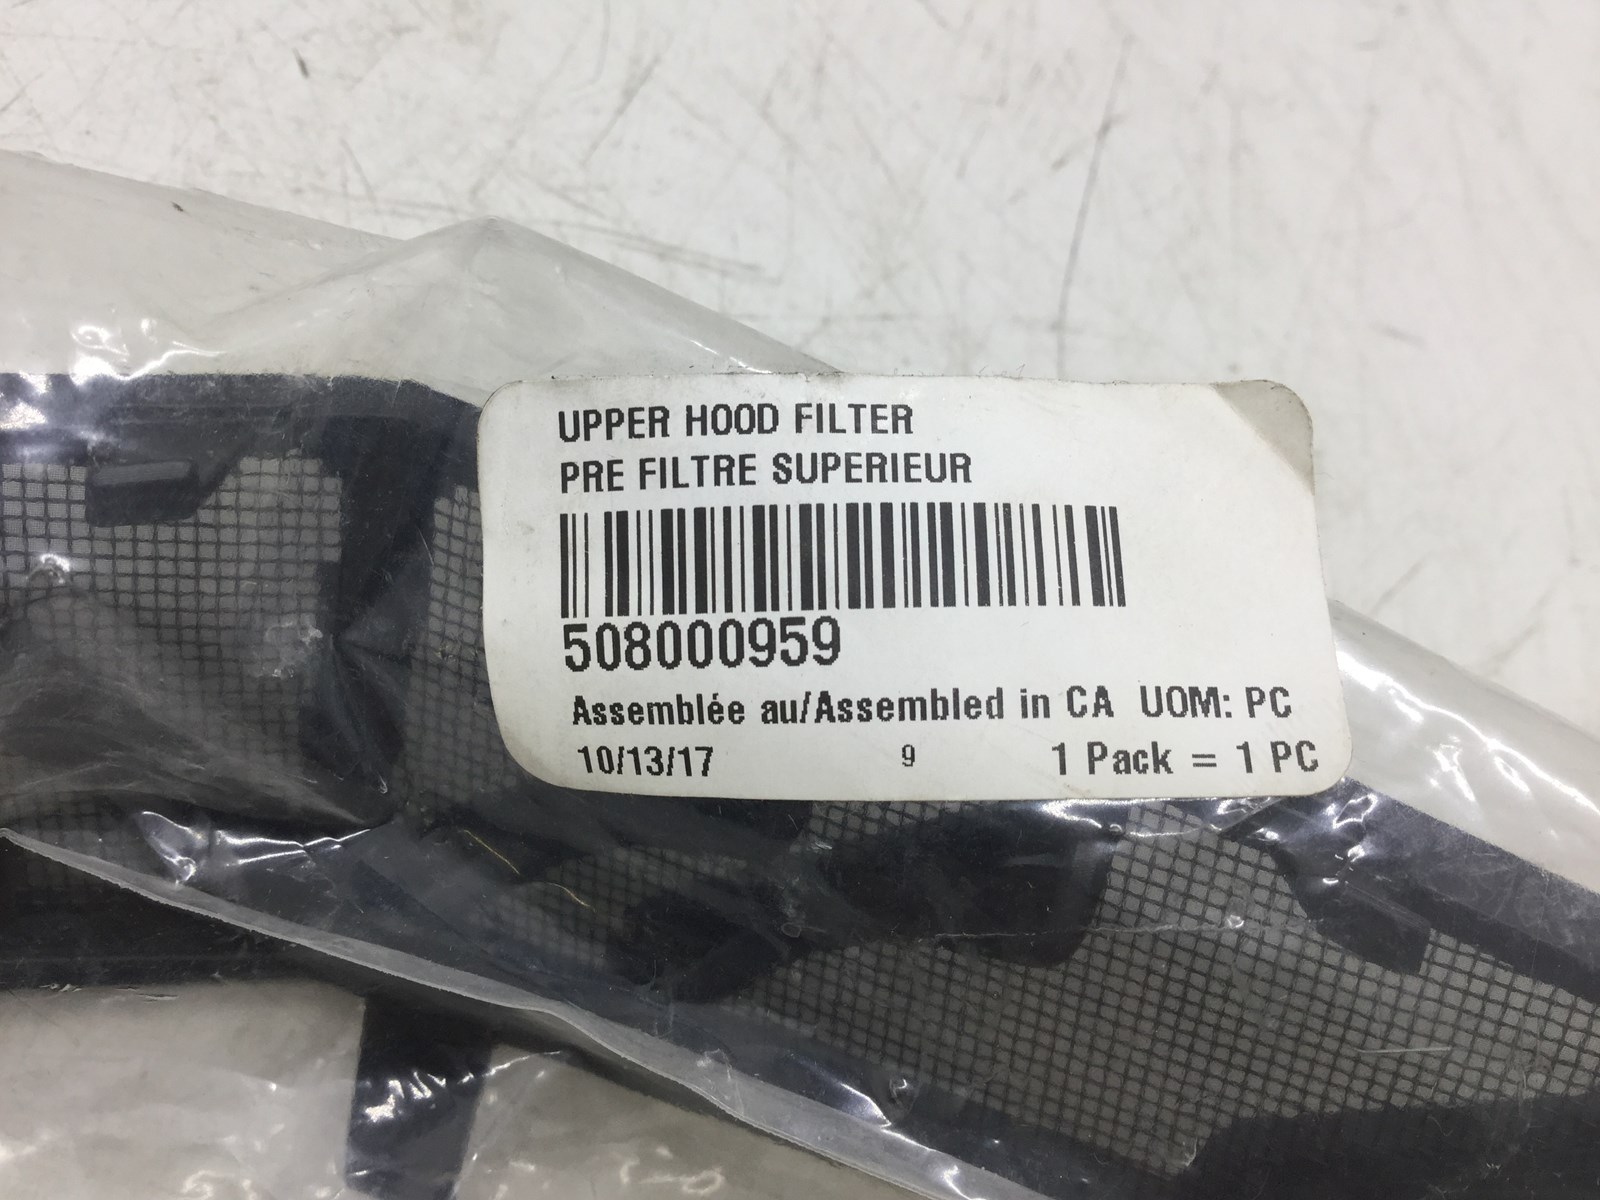 UPPER HOOD FILTER
PRE FILTRE SUPERIEUR
508000959
Assemblée au/Assembled in CA UOM: PC
10/13/17 9 1 Pack = 1 PC